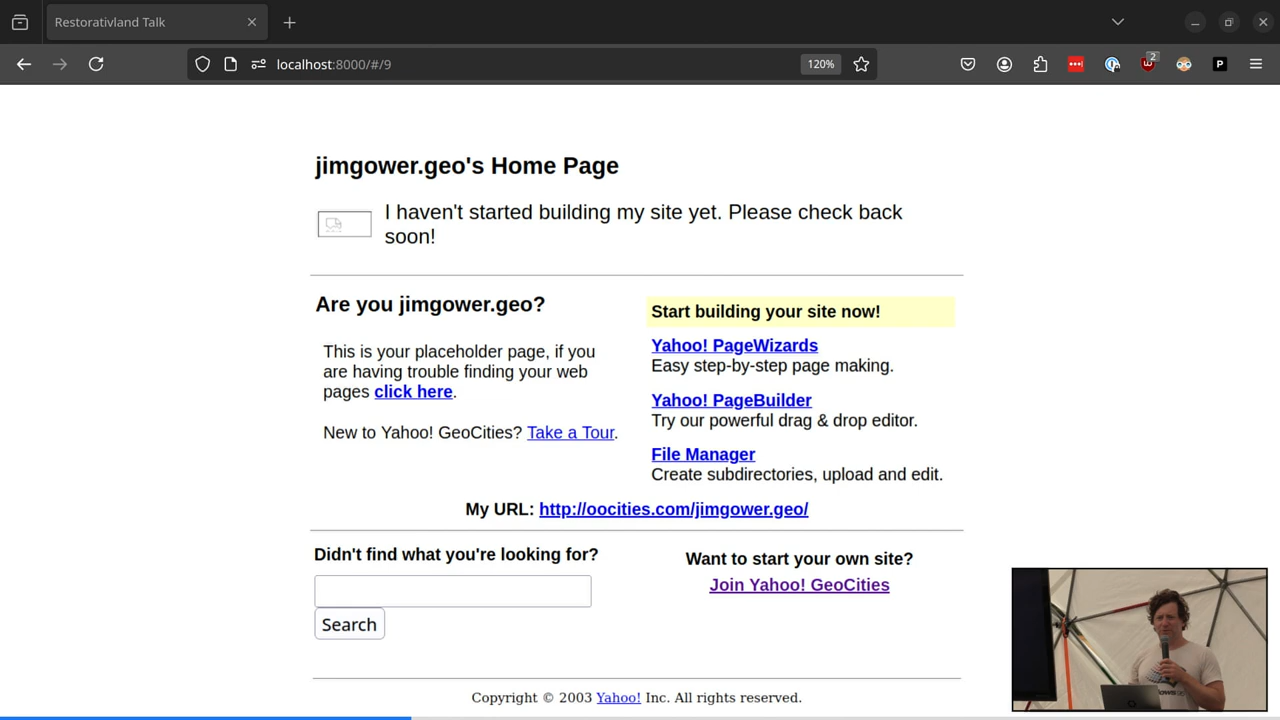 Restorativland Talk
localhost:8000/#/9
120%
2
P
jimgower.geo's Home Page
I haven't started building my site yet. Please check back
soon!
Are you jimgower.geo?
This is your placeholder page, if you
are having trouble finding your web
pages click here.
New to Yahoo! GeoCities? Take a Tour.
Start building your site now!
Yahoo! PageWizards
Easy step-by-step page making.
Yahoo! PageBuilder
Try our powerful drag & drop editor.
File Manager
Create subdirectories, upload and edit.
My URL: http://oocities.com/jimgower.geo/
Didn't find what you're looking for?
Search
Want to start your own site?
Join Yahoo! GeoCities
Copyright © 2003 Yahoo! Inc. All rights reserved.